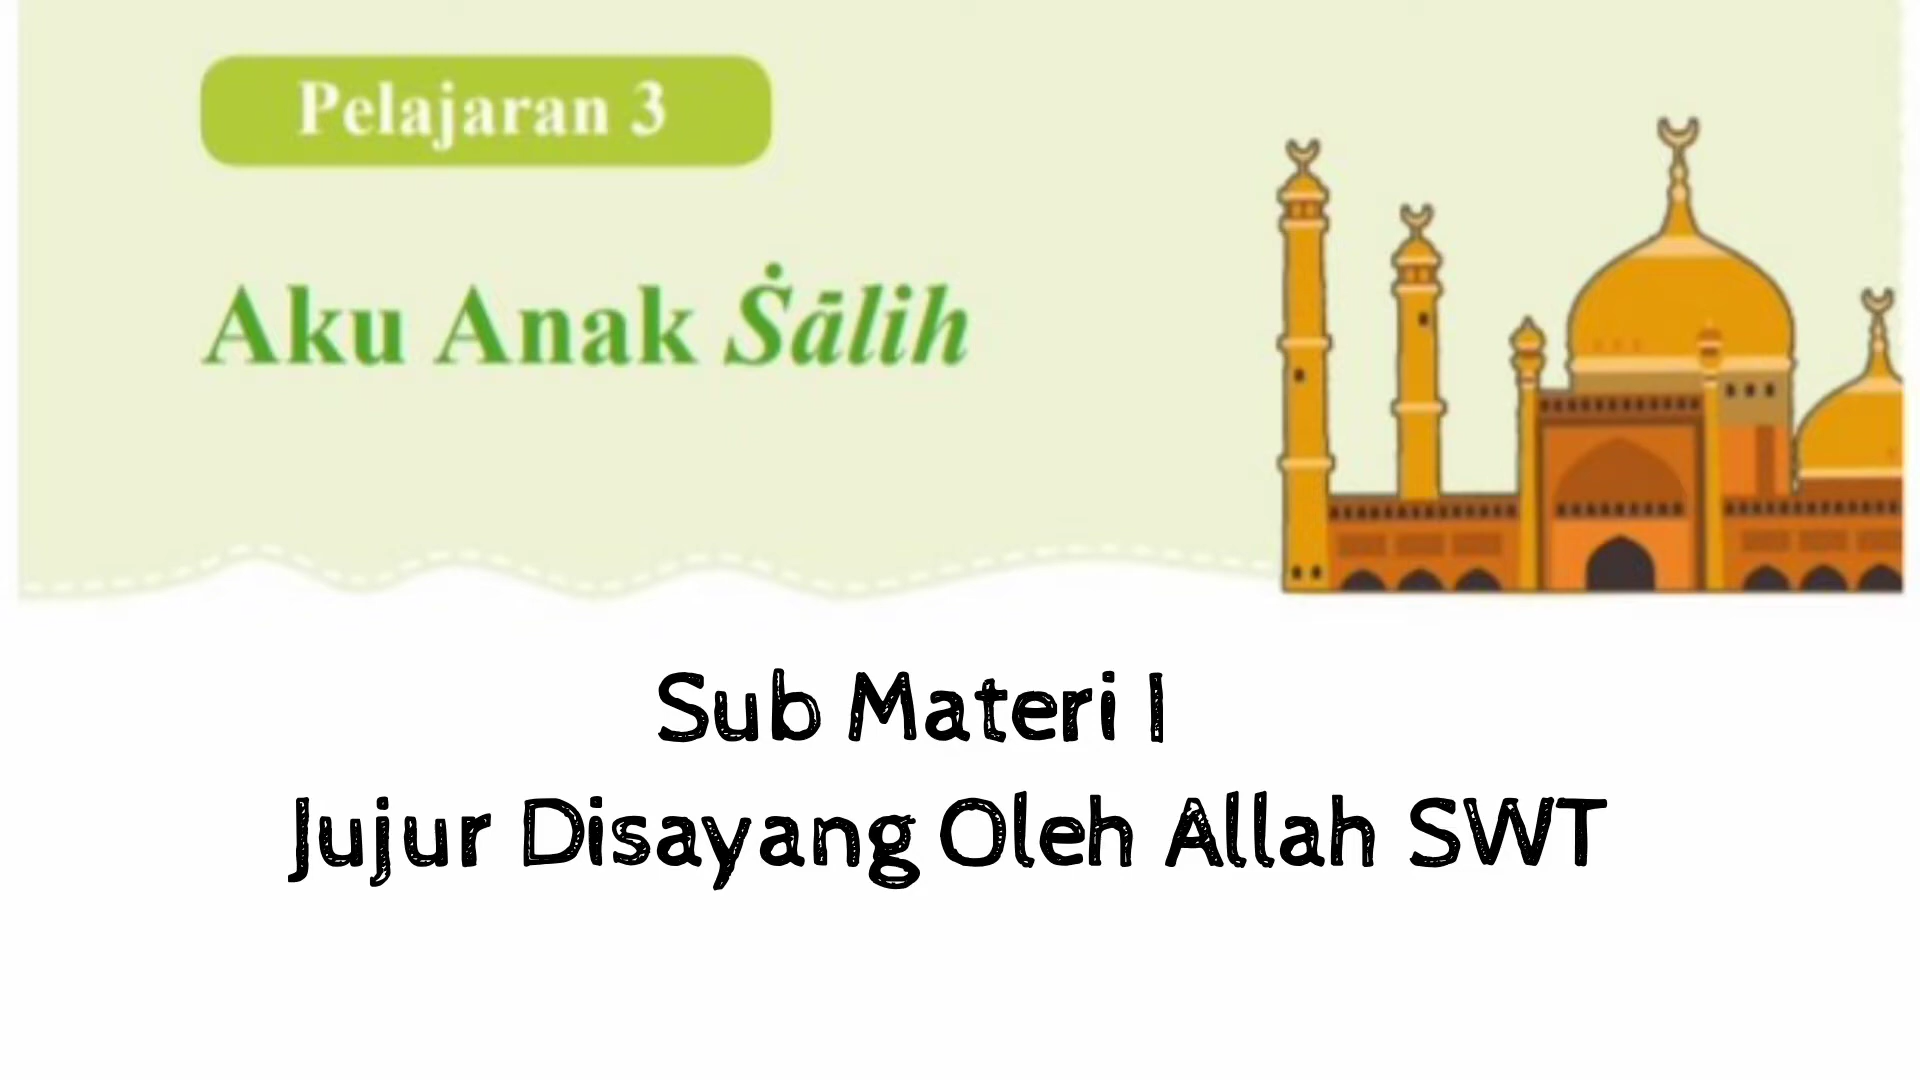 Pelajaran 3
Aku Anak Ṡālih
Sub Materi I
Jujur Disayang Oleh Allah SWT